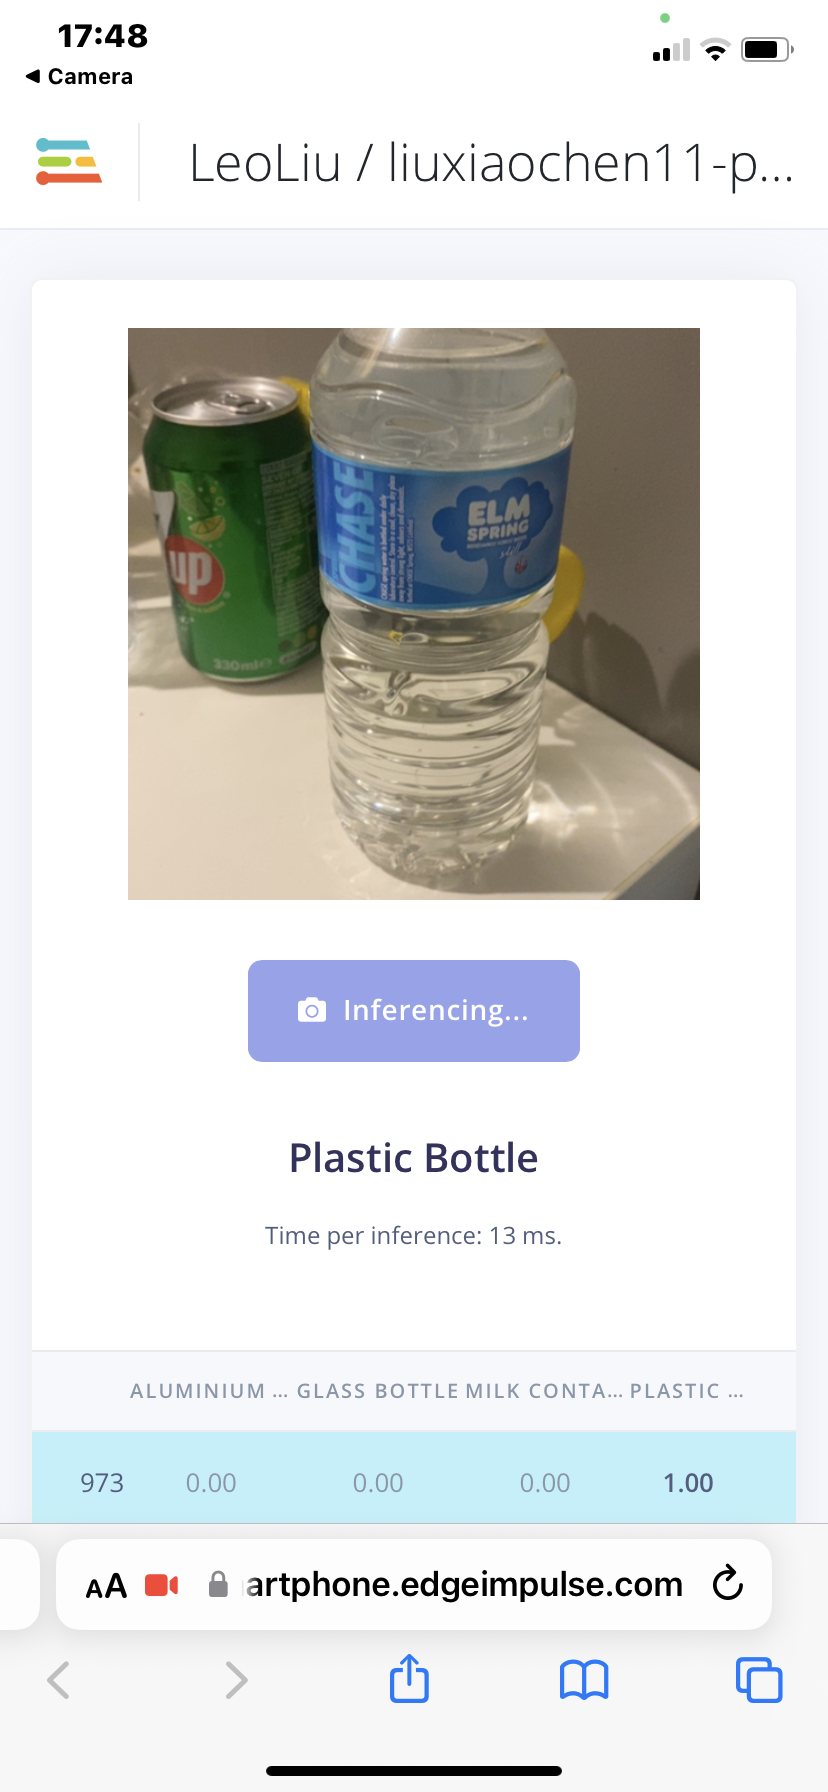 17:48
◀ Camera
LeoLiu / liuxiaochen11-p...
up
330ml e
CHASE
ELM
SPRING
Inferencing...
Plastic Bottle
Time per inference: 13 ms.
ALUMINIUM ... GLASS BOTTLE MILK CONTA... PLASTIC ...
973 0.00 0.00 0.00 1.00
AA artphone.edgeimpulse.com